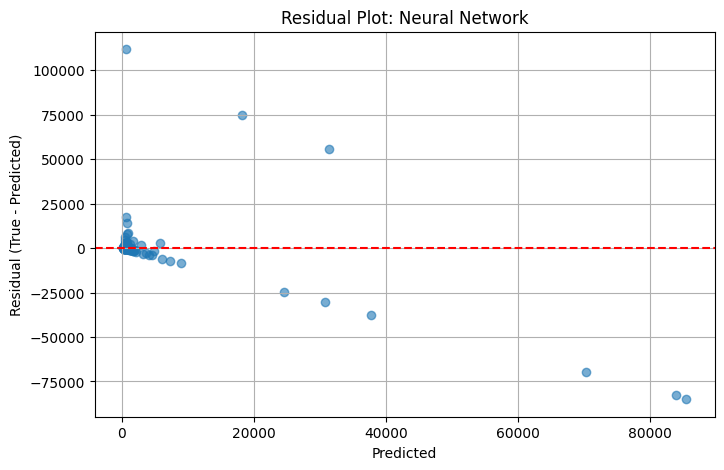 Residual Plot: Neural Network
Residual (True - Predicted)
100000
75000
50000
25000
0
−25000
−50000
−75000
0 20000 40000 60000 80000
Predicted